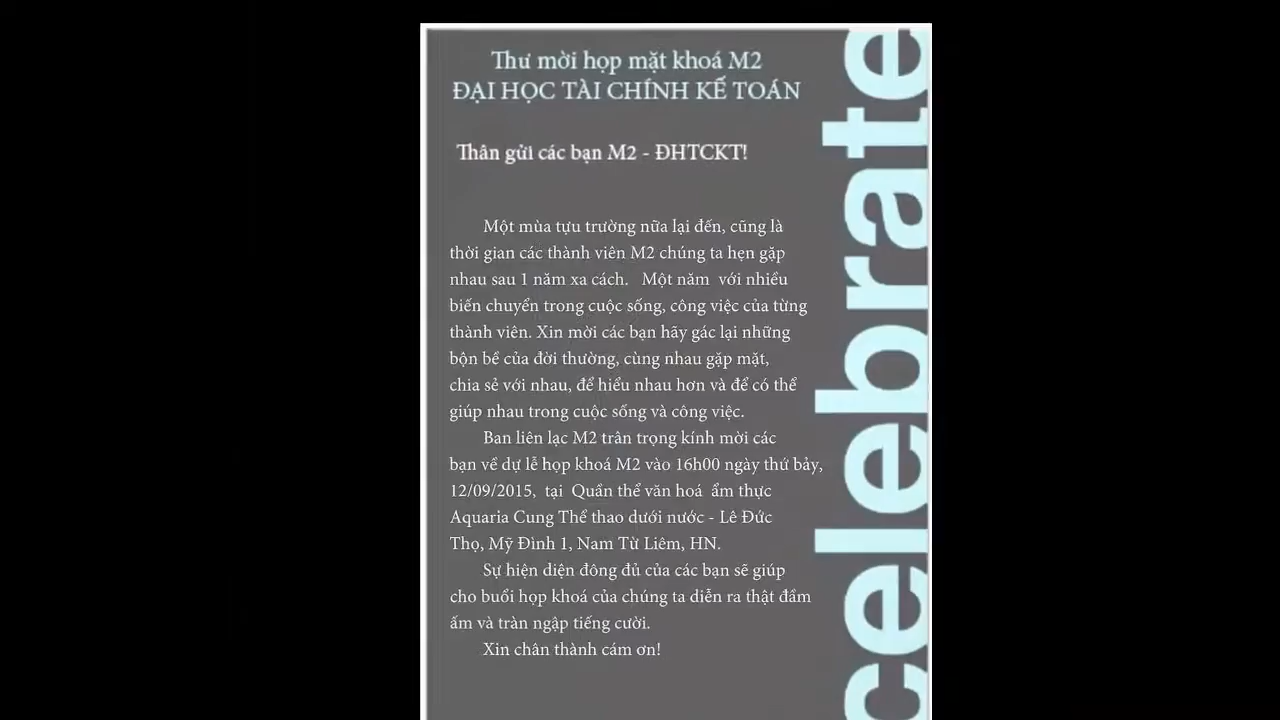 Thư mời họp mặt khoá M2
ĐẠI HỌC TÀI CHÍNH KẾ TOÁN
Thân gửi các bạn M2 - ĐHTCKT!
Một mùa tựu trường nữa lại đến, cũng là
thời gian các thành viên M2 chúng ta hẹn gặp
nhau sau 1 năm xa cách. Một năm với nhiều
biến chuyển trong cuộc sống, công việc của từng
thành viên. Xin mời các bạn hãy gác lại những
bộn bề của đời thường, cùng nhau gặp mặt,
chia sẻ với nhau, để hiểu nhau hơn và để có thể
giúp nhau trong cuộc sống và công việc.
Ban liên lạc M2 trân trọng kính mời các
bạn về dự lễ họp khoá M2 vào 16h00 ngày thứ bảy,
12/09/2015, tại Quần thể văn hoá ẩm thực
Aquaria Cung Thể thao dưới nước - Lê Đức
Thọ, Mỹ Đình 1, Nam Từ Liêm, HN.
Sự hiện diện đông đủ của các bạn sẽ giúp
cho buổi họp khoá của chúng ta diễn ra thật đầm
ấm và tràn ngập tiếng cười.
Xin chân thành cám ơn!
celebrate